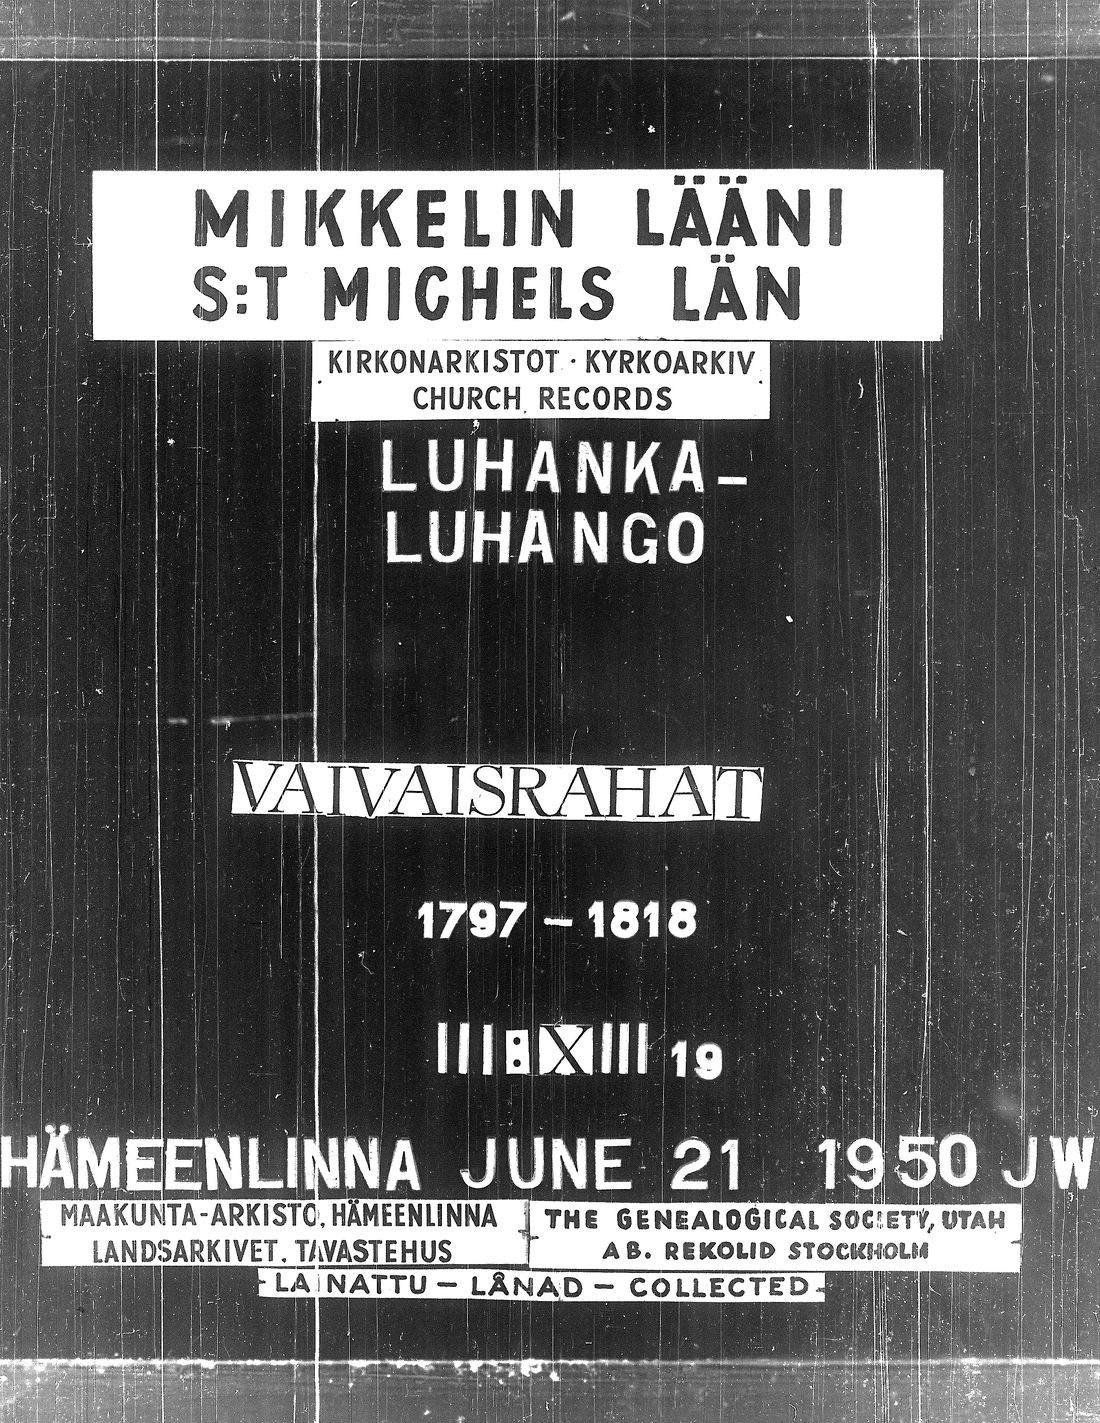 MIKKELIN LÄÄNI
S:T MICHELS LÄN
KIRKONARKISTOT · KYRKOARKIV
CHURCH RECORDS
LUHANKA–
LUHANGO
VAIVAISRAHAT
1797 – 1818
III:XIII 19
HÄMEENLINNA JUNE 21 1950 JW
MAAKUNTA-ARKISTO, HÄMEENLINNA
LANDSARKIVET, TAVASTEHUS
THE GENEALOGICAL SOCIETY, UTAH
AB. REKOLID STOCKHOLM
LAINATTU – LÅNAD – COLLECTED